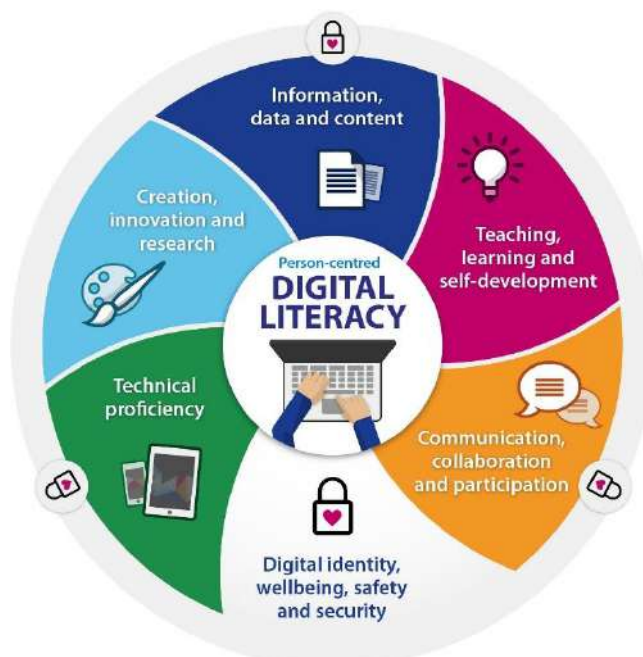 Information,
data and content
Teaching,
learning and
self-development
Communication,
collaboration
and participation
Digital identity,
wellbeing, safety
and security
Technical
proficiency
Creation,
innovation and
research
Person-centred
DIGITAL
LITERACY